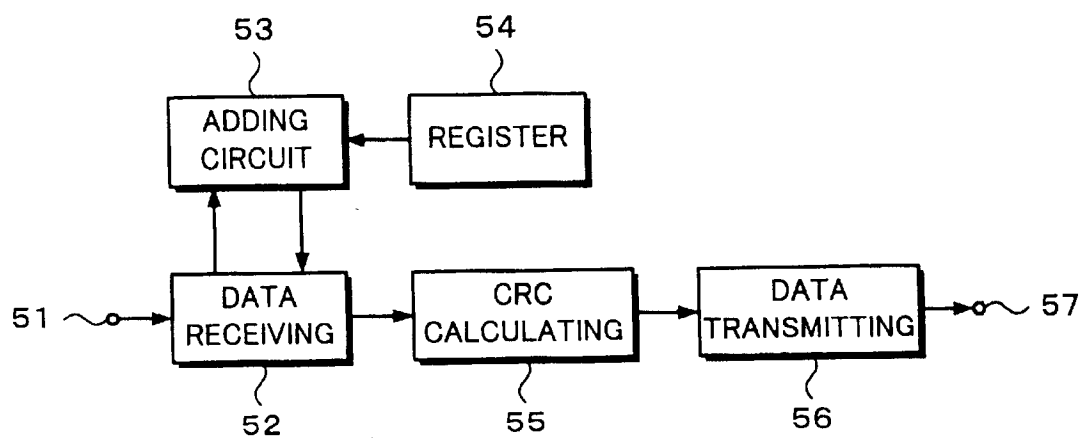 53
54
ADDING
CIRCUIT
REGISTER
51
DATA
RECEIVING
CRC
CALCULATING
DATA
TRANSMITTING
57
52
55
56